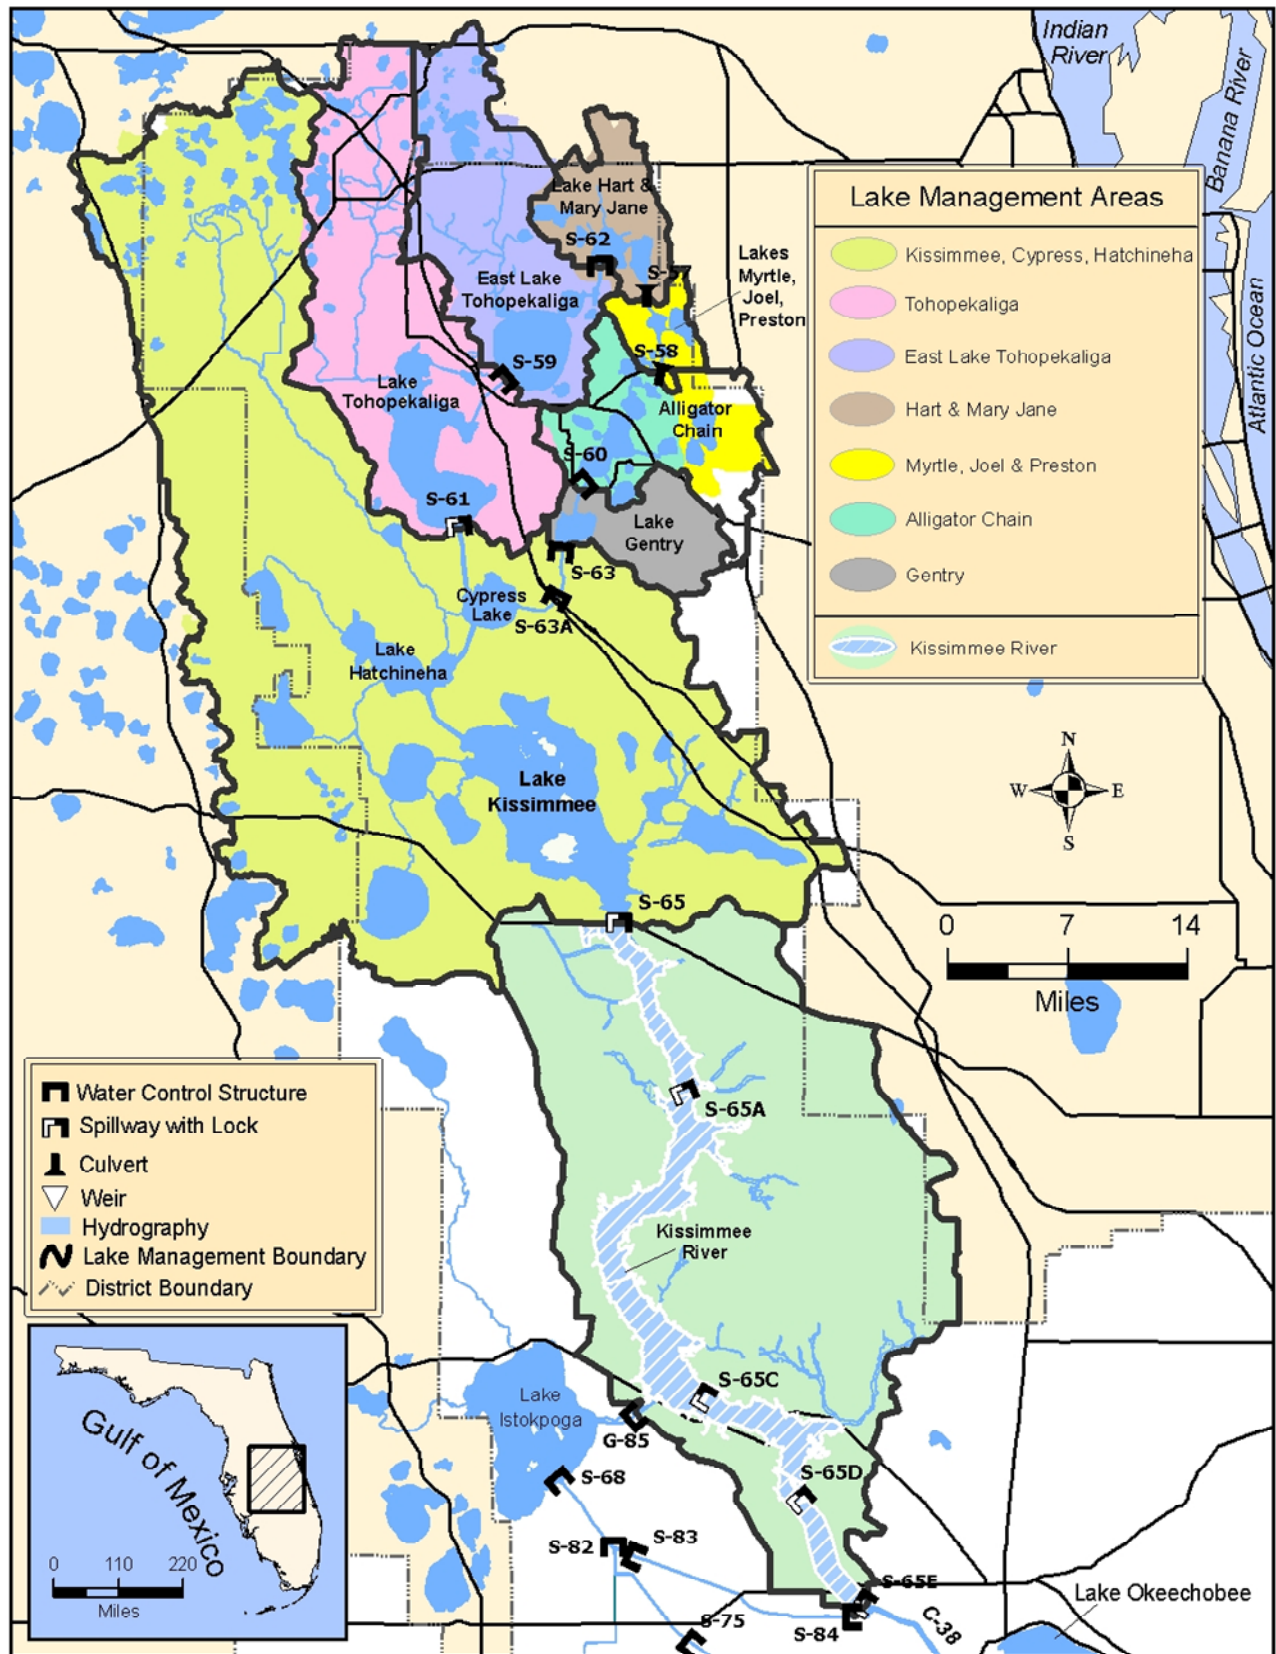 Indian
River
Banana River
Atlantic Ocean
Lake Hart &
Mary Jane
S-62
S-57
Lakes
Myrtle,
Joel,
Preston
East Lake
Tohopekaliga
S-58
S-59
Lake
Tohopekaliga
Alligator
Chain
S-60
S-61
Lake
Gentry
S-63
Cypress
Lake
S-63A
Lake
Hatchineha
Lake
Kissimmee
S-65
Lake Management Areas
Kissimmee, Cypress, Hatchineha
Tohopekaliga
East Lake Tohopekaliga
Hart & Mary Jane
Myrtle, Joel & Preston
Alligator Chain
Gentry
Kissimmee River
N
W E
S
0 7 14
Miles
S-65A
Kissimmee
River
S-65C
Lake
Istokpoga
G-85
S-68
S-65D
S-82
S-83
S-65E
S-75
S-84
C-38
Lake Okeechobee
Water Control Structure
Spillway with Lock
Culvert
Weir
Hydrography
Lake Management Boundary
District Boundary
Gulf of Mexico
0 110 220
Miles